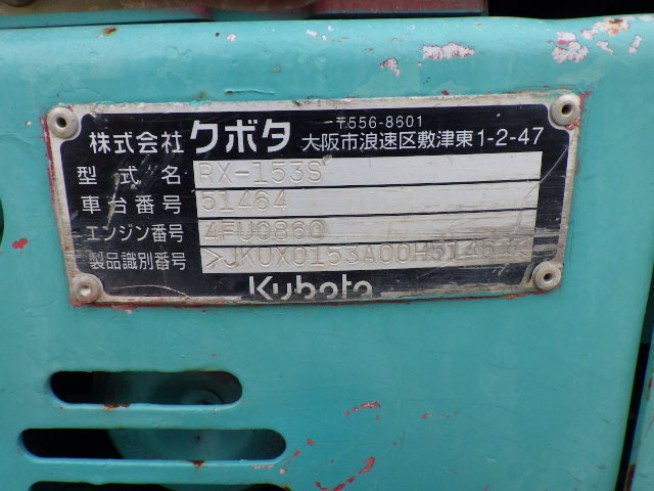 株式会社 クボタ 〒556-8601
大阪市浪速区敷津東1-2-47
型式名 RX-153S
車台番号 51464
エンジン番号 4FU0860
製品識別番号 >JKUX0153A00H51464<
Kubota